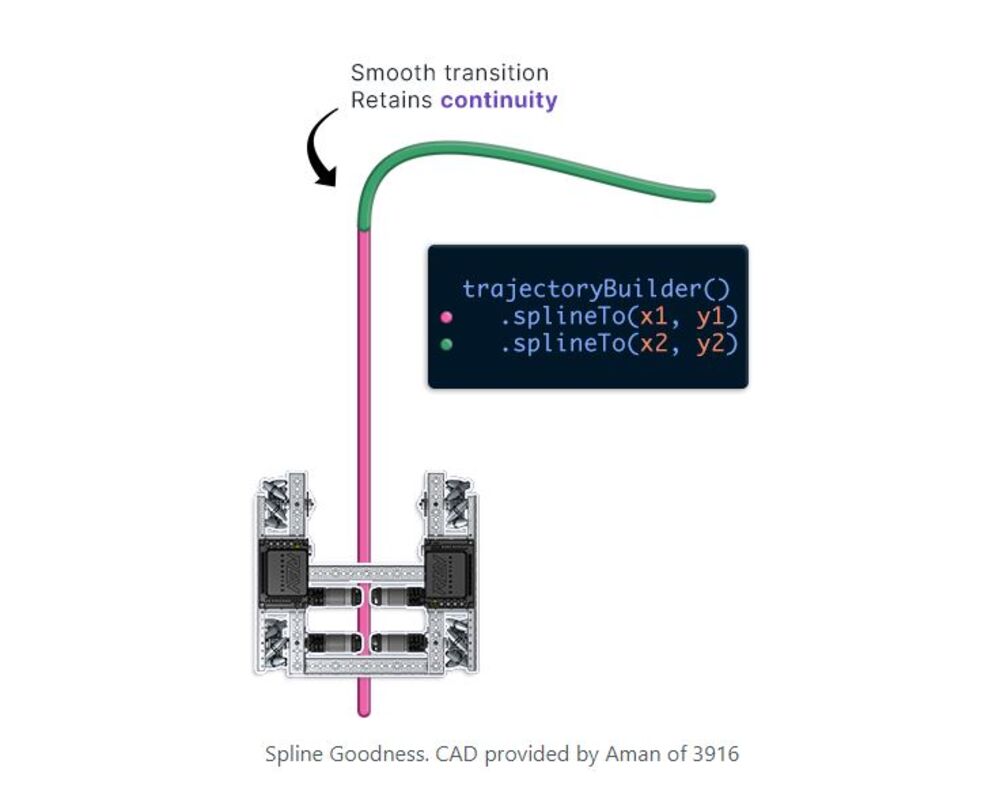 Smooth transition
Retains continuity
trajectoryBuilder()
.splineTo(x1, y1)
.splineTo(x2, y2)
Spline Goodness. CAD provided by Aman of 3916